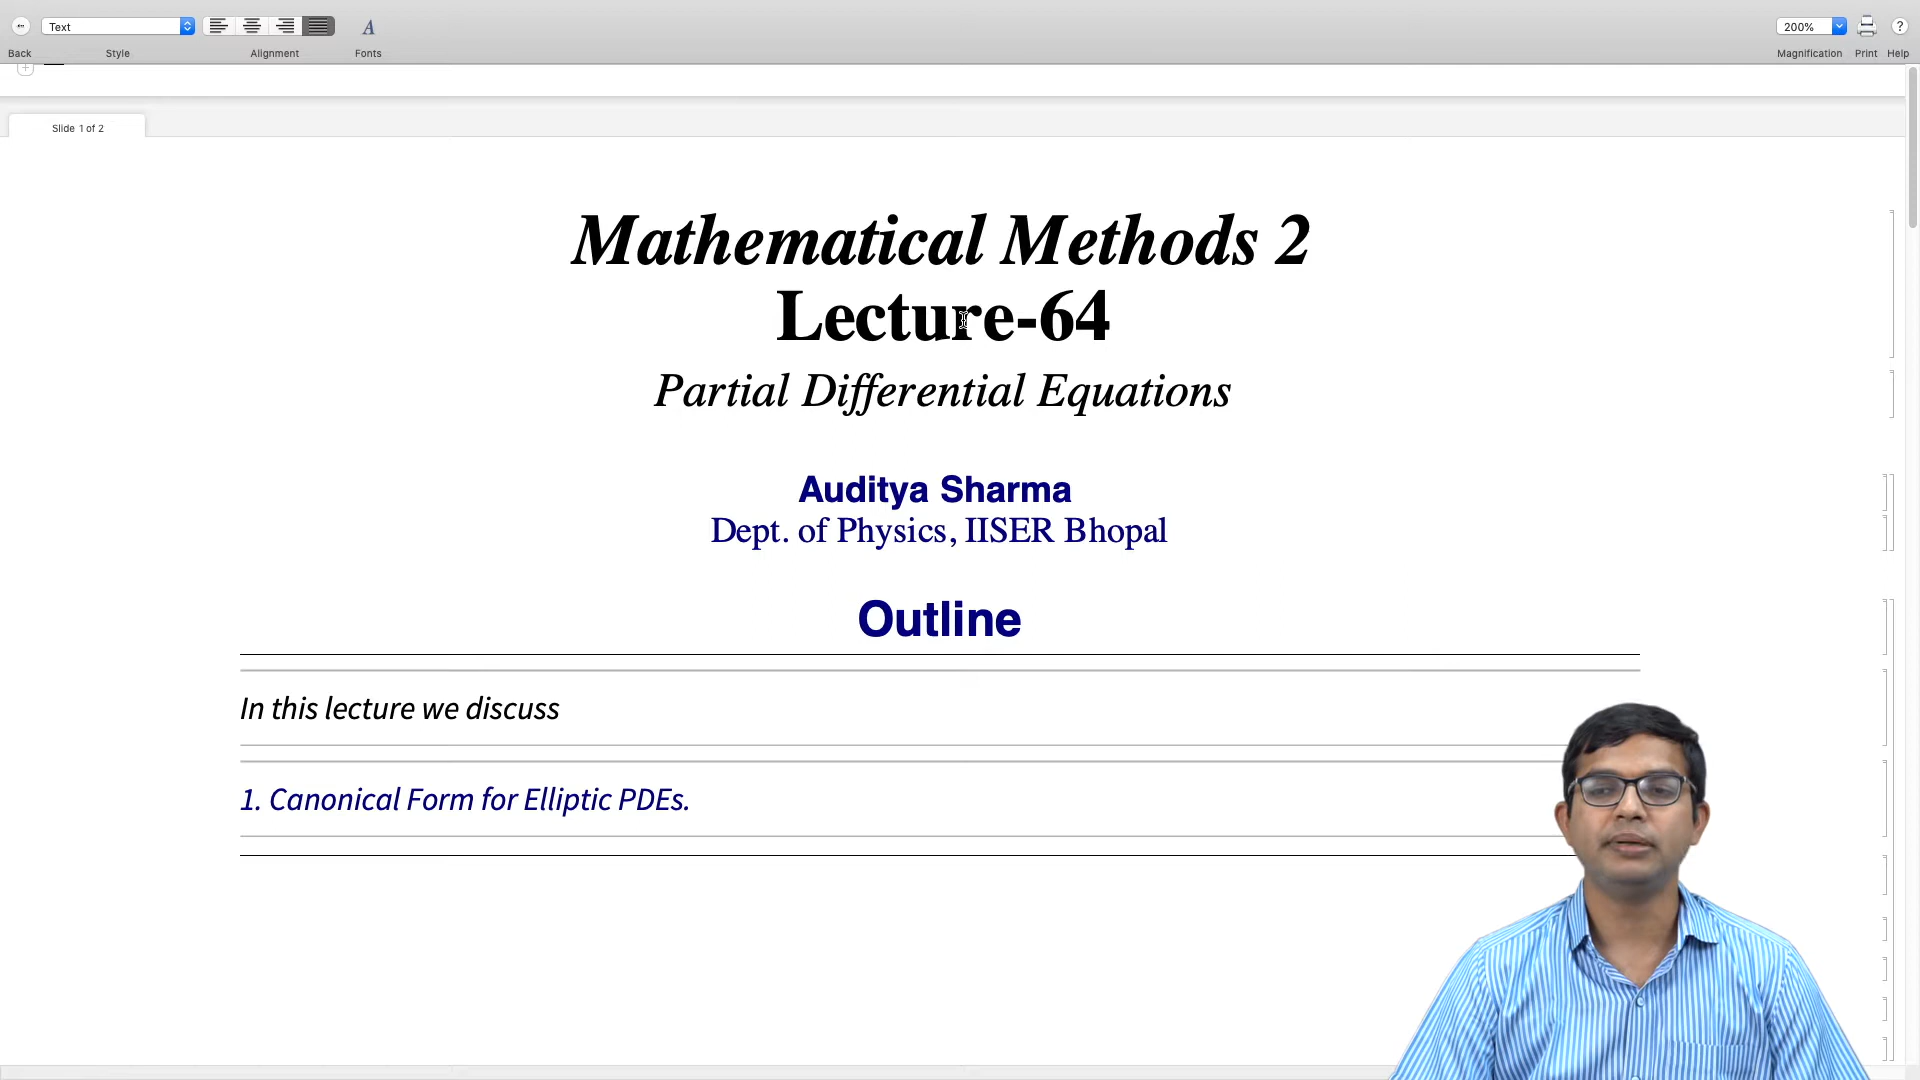 Text
200%
Back
Style
Alignment
Fonts
Magnification
Print
Help
Slide 1 of 2
Mathematical Methods 2
Lecture-64
Partial Differential Equations
Auditya Sharma
Dept. of Physics, IISER Bhopal
Outline
In this lecture we discuss
1. Canonical Form for Elliptic PDEs.